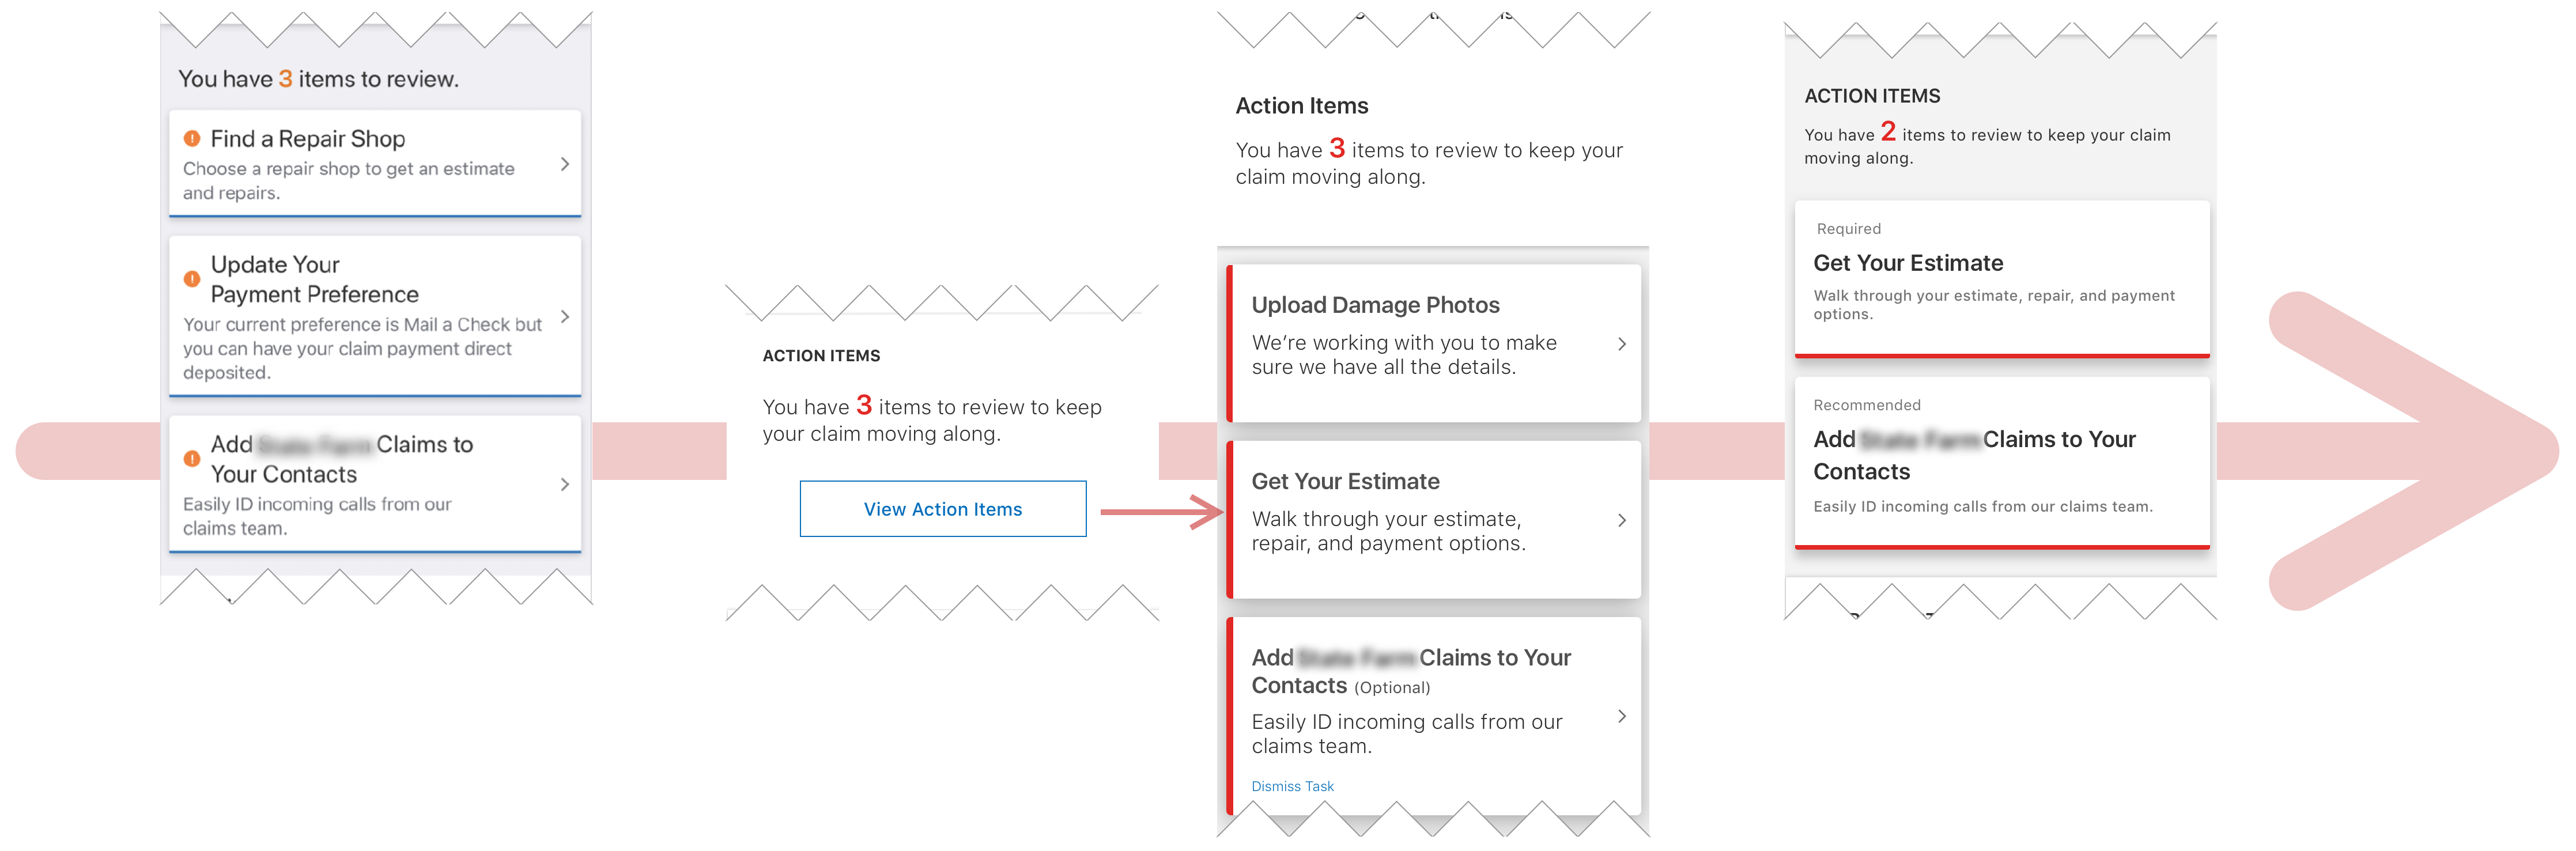 You have 3 items to review.
Find a Repair Shop
Choose a repair shop to get an estimate
and repairs.
Update Your
Payment Preference
Your current preference is Mail a Check but
you can have your claim payment direct
deposited.
Add State Farm Claims to
Your Contacts
Easily ID incoming calls from our
claims team.
ACTION ITEMS
You have 3 items to review to keep
your claim moving along.
View Action Items
Action Items
You have 3 items to review to keep your
claim moving along.
Upload Damage Photos
We’re working with you to make
sure we have all the details.
Get Your Estimate
Walk through your estimate,
repair, and payment options.
Add State Farm Claims to Your
Contacts (Optional)
Easily ID incoming calls from our
claims team.
Dismiss Task
ACTION ITEMS
You have 2 items to review to keep your claim
moving along.
Required
Get Your Estimate
Walk through your estimate, repair, and payment
options.
Recommended
Add State Farm Claims to Your
Contacts
Easily ID incoming calls from our claims team.